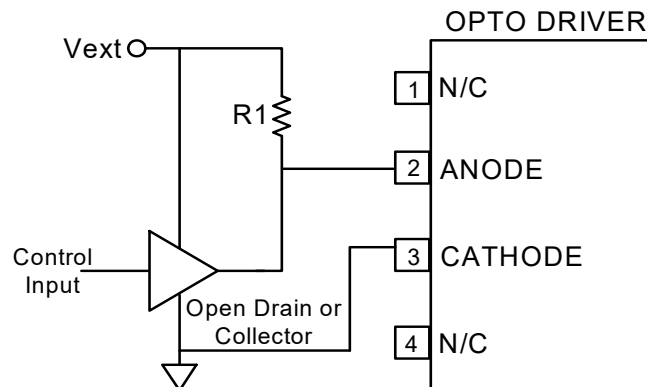 OPTO DRIVER
Vext
1 N/C
R1
2 ANODE
Control
Input
3 CATHODE
Open Drain or
Collector
4 N/C